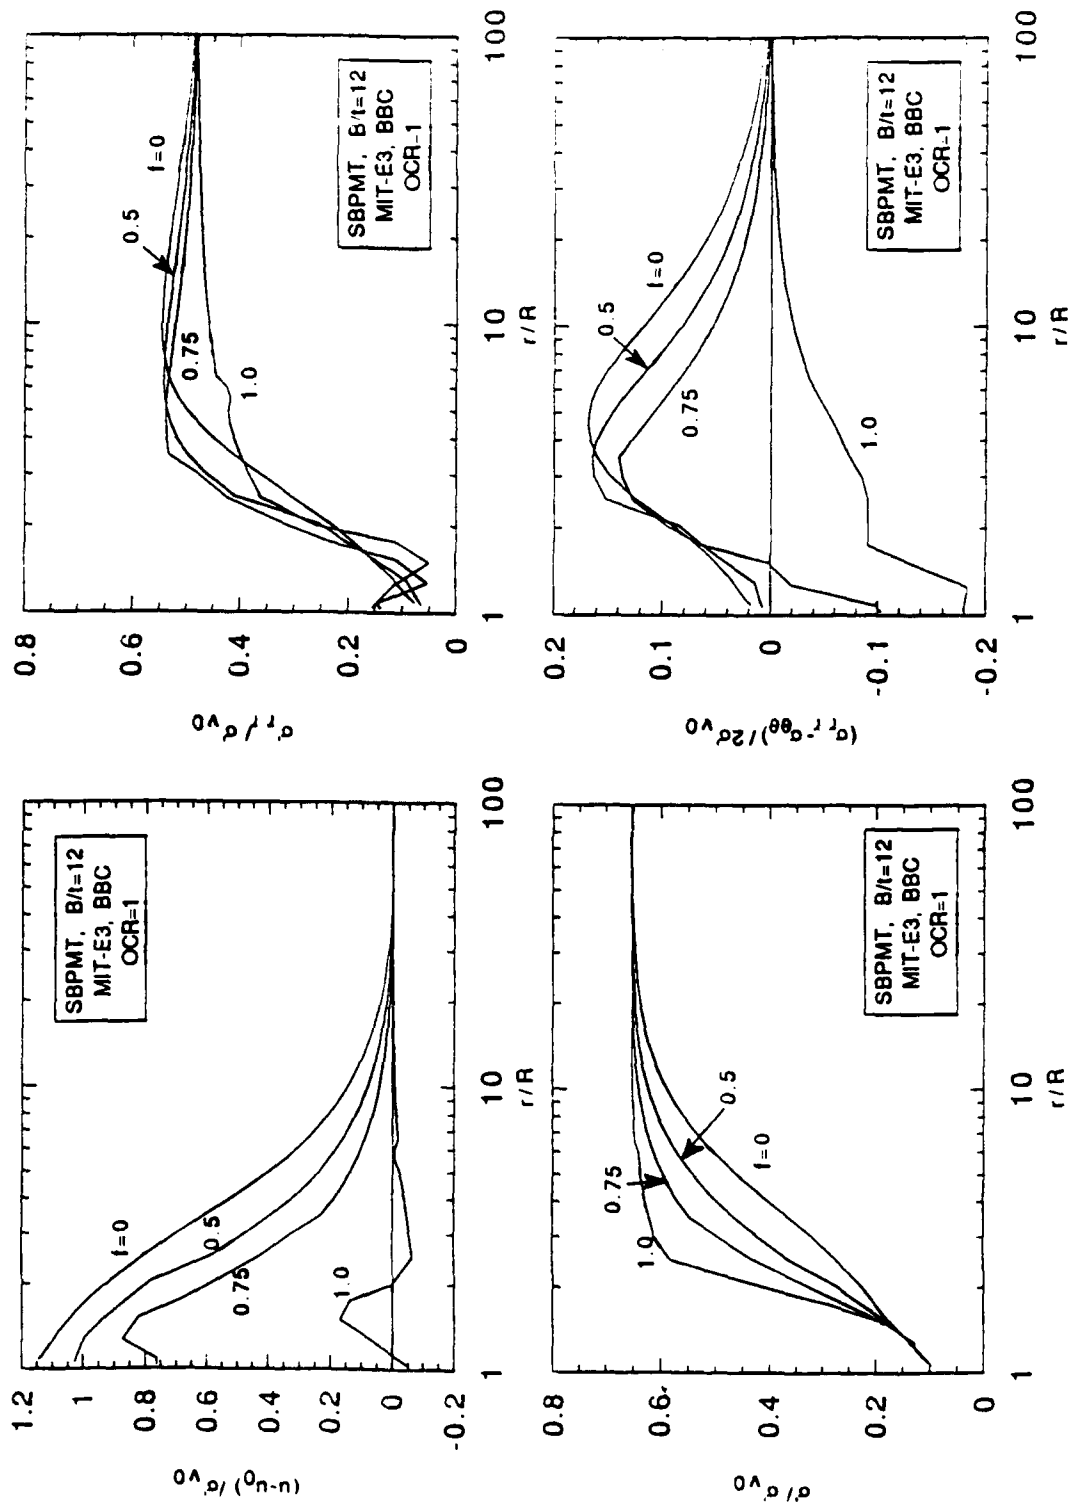 (u-u0)/σ'v0
1.2
1
0.8
0.6
0.4
0.2
0
-0.2
SBPMT, B/t=12
MIT-E3, BBC
OCR=1
f=0
0.5
0.75
1.0
1
10
100
r/R
σ'rr/σ'v0
0.8
0.6
0.4
0.2
0
0.5
f=0
0.75
1.0
SBPMT, B/t=12
MIT-E3, BBC
OCR=1
1
10
100
r/R
σ'/σ'v0
0.8
0.6
0.4
0.2
0
1.0
0.75
0.5
f=0
SBPMT, B/t=12
MIT-E3, BBC
OCR=1
1
10
100
r/R
(σrr-σθθ)/2σ'v0
0.2
0.1
0
-0.1
-0.2
0.5
f=0
0.75
1.0
SBPMT, B/t=12
MIT-E3, BBC
OCR=1
1
10
100
r/R